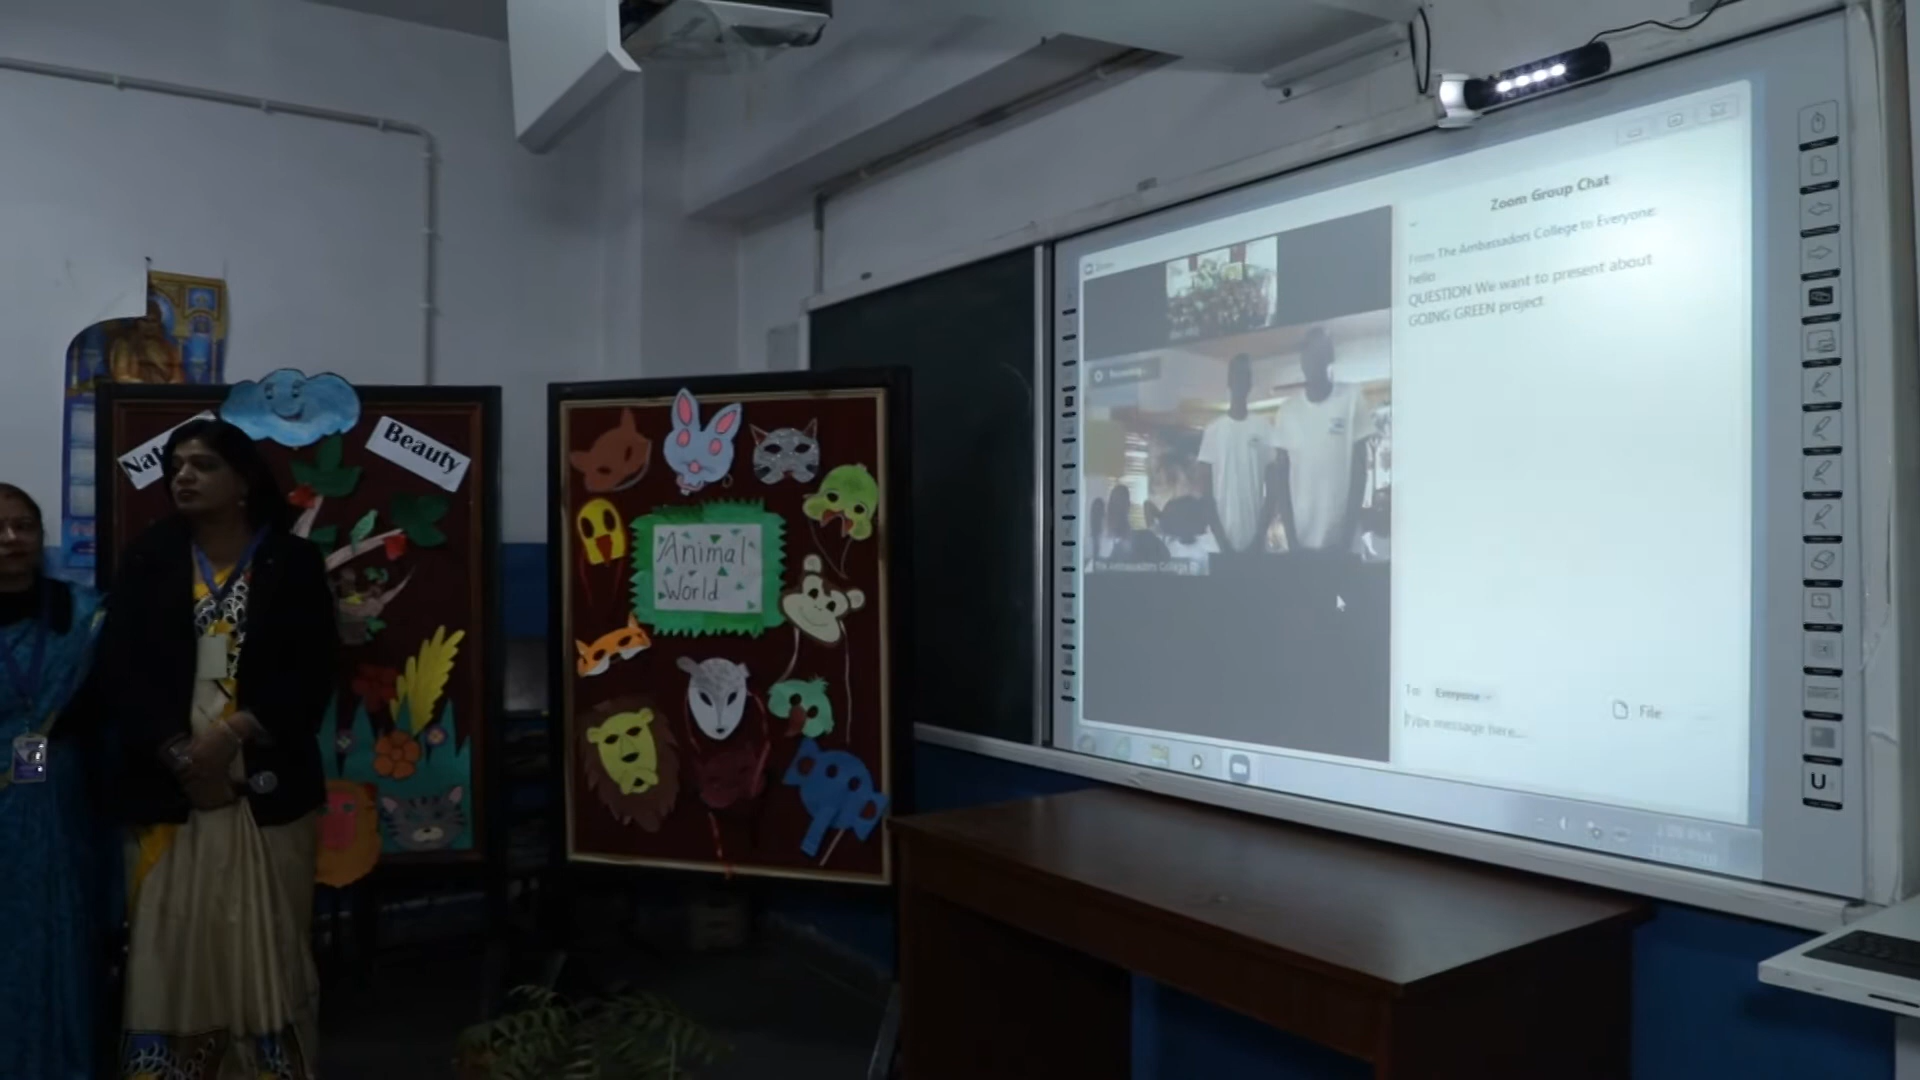 Beauty
Animal
World
Zoom
Zoom Group Chat
From The Ambassadors College to Everyone:
hello
QUESTION We want to present about
GOING GREEN project
The Ambassadors College
To: Everyone
File
Type message here...
U